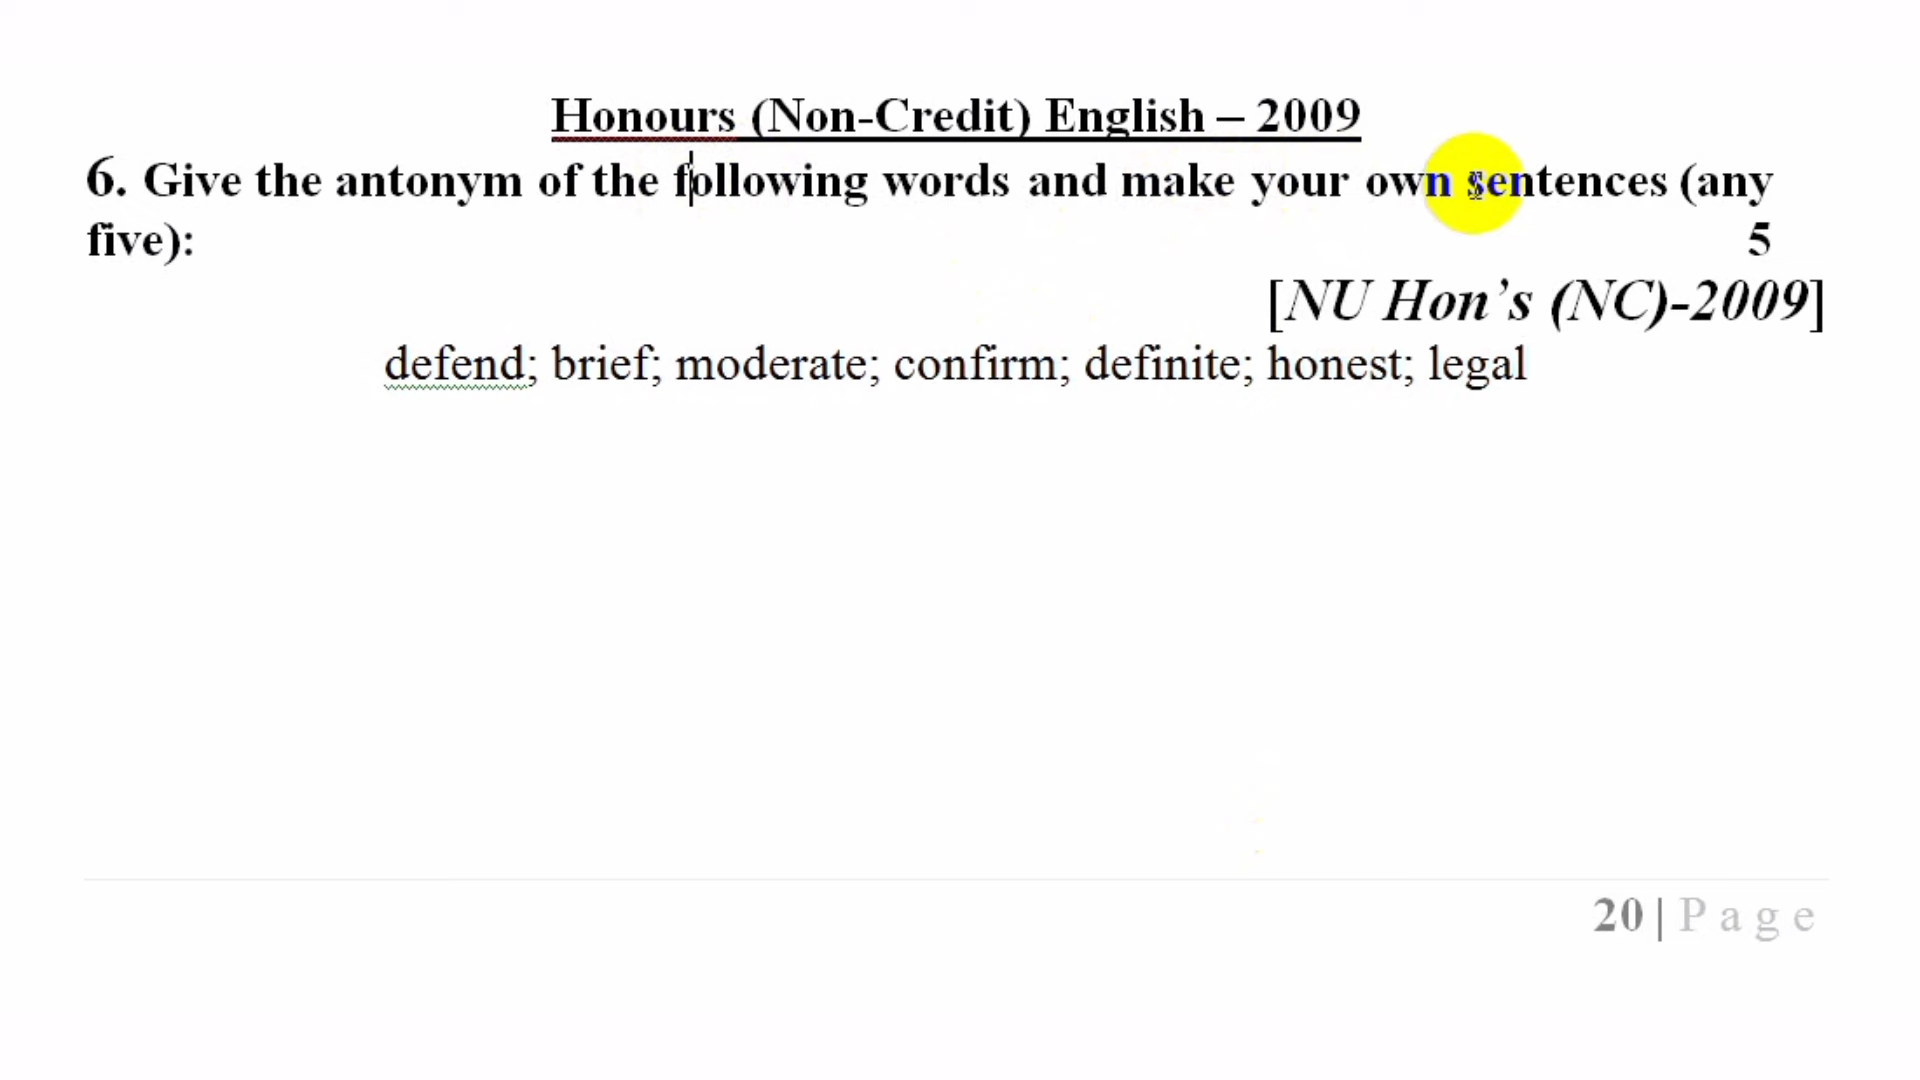 Honours (Non-Credit) English – 2009
6. Give the antonym of the following words and make your own sentences (any
five): 5
[NU Hon’s (NC)-2009]
defend; brief; moderate; confirm; definite; honest; legal
20 | Page